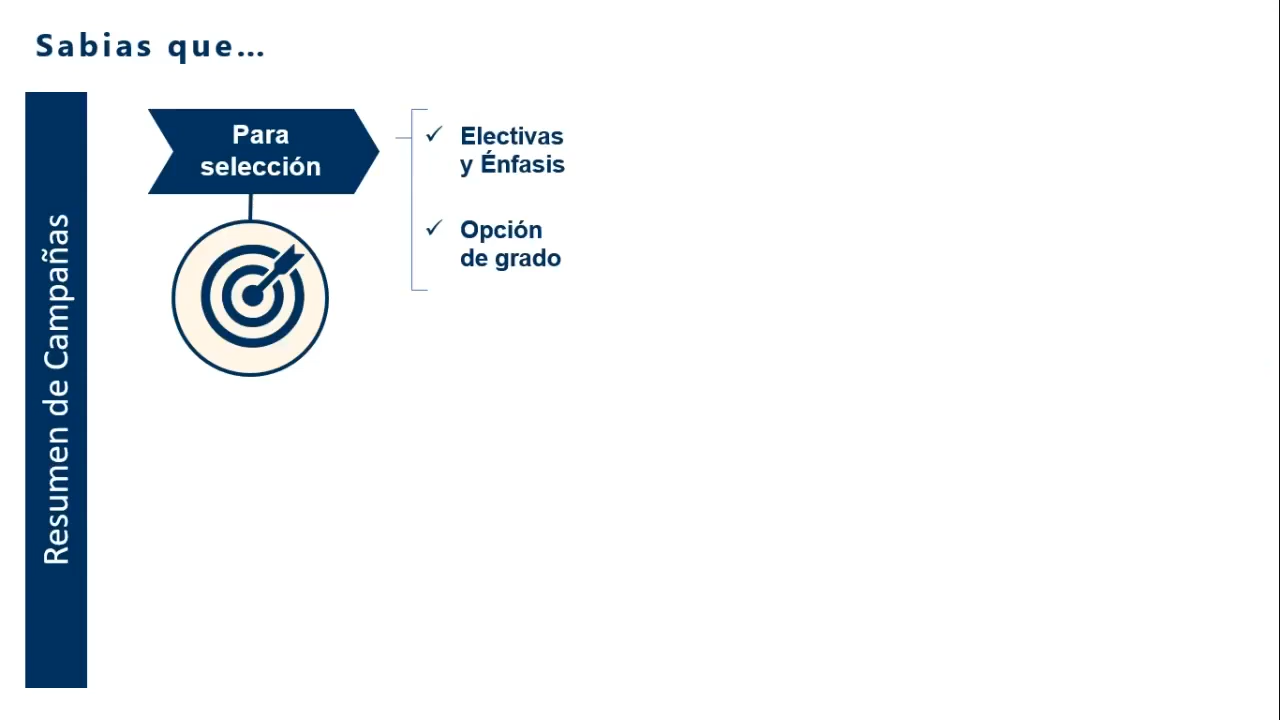 Sabias que...
Resumen de Campañas
Para
selección
✓ Electivas
y Énfasis
✓ Opción
de grado